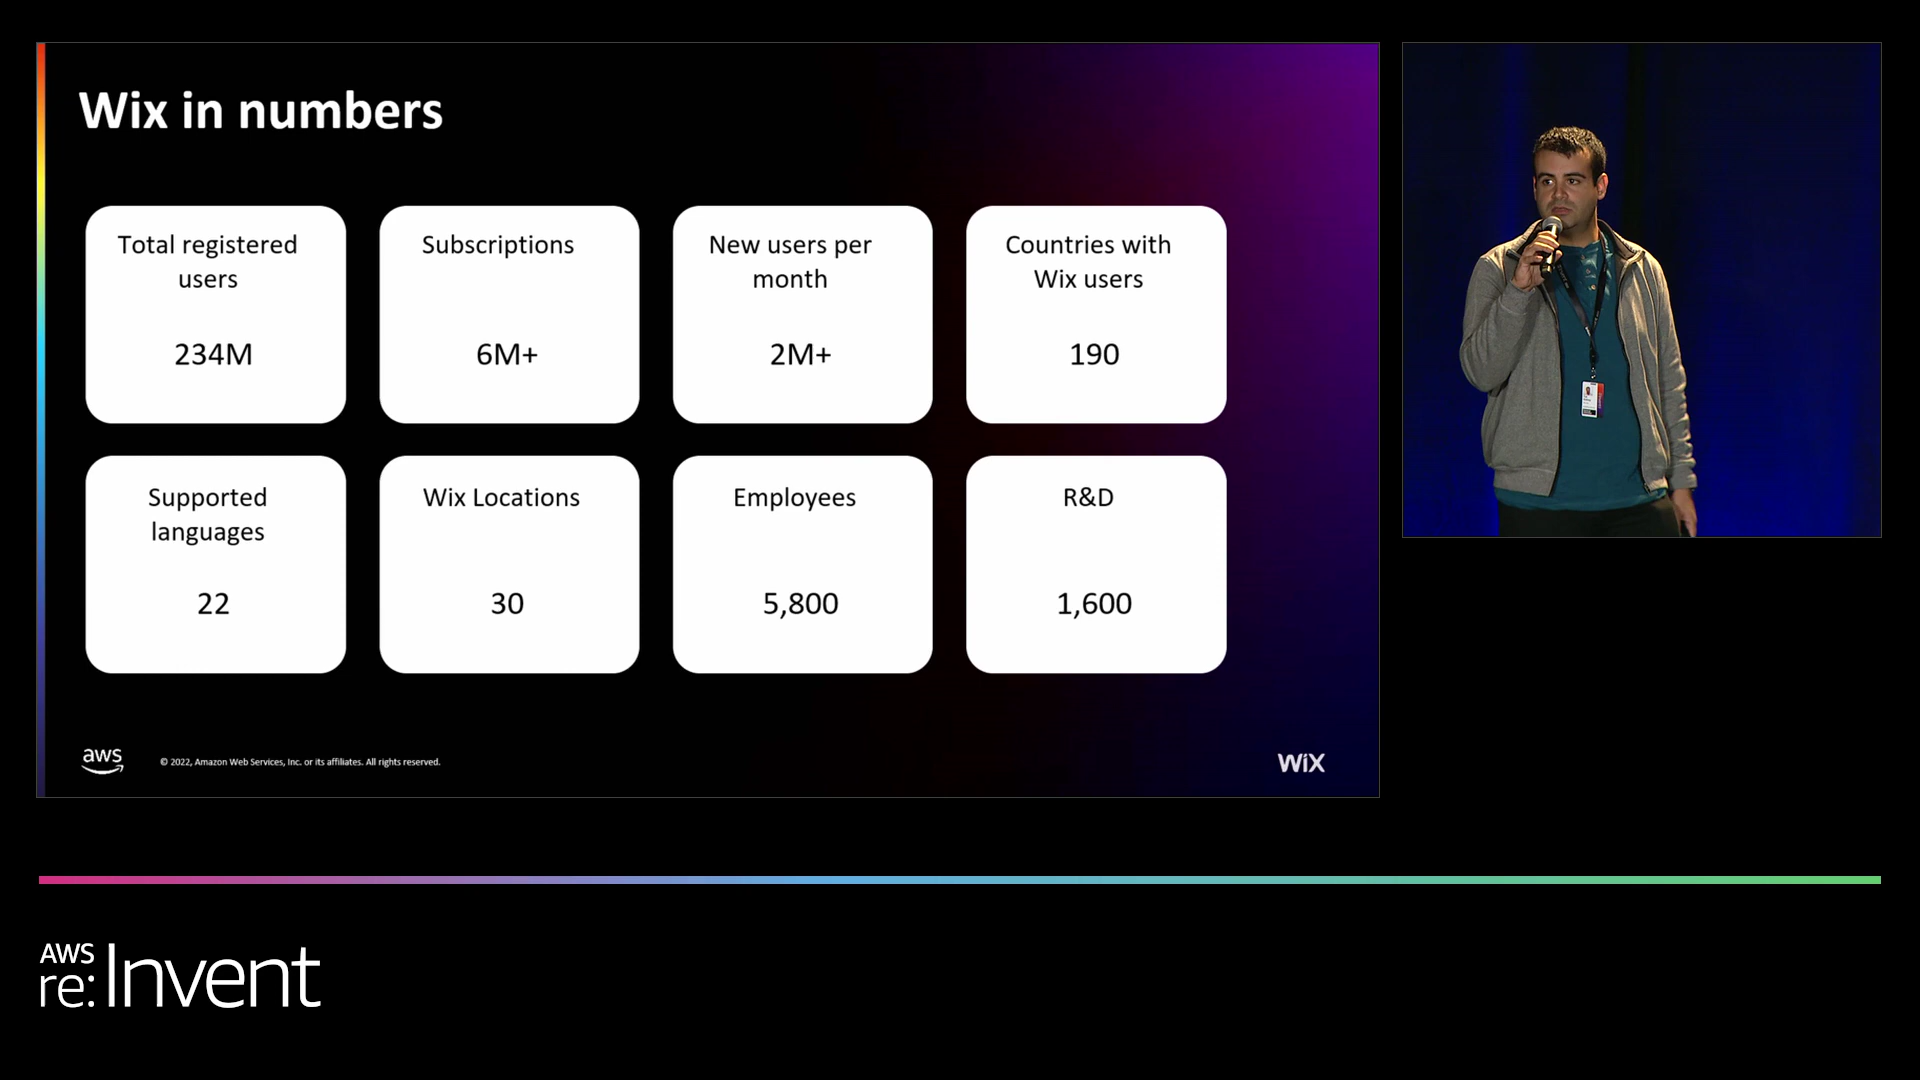 Wix in numbers
Total registered
users
234M
Subscriptions
6M+
New users per
month
2M+
Countries with
Wix users
190
Supported
languages
22
Wix Locations
30
Employees
5,800
R&D
1,600
aws
© 2022, Amazon Web Services, Inc. or its affiliates. All rights reserved.
WiX
AWS
re:Invent